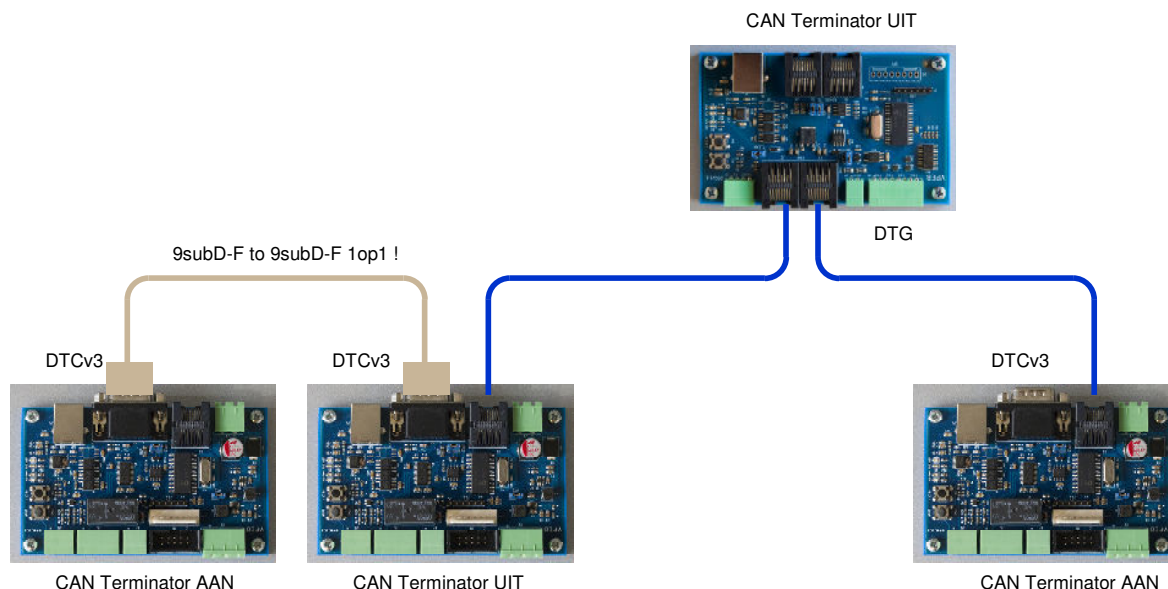 CAN Terminator UIT
DTG
9subD-F to 9subD-F 1op1 !
DTCv3
DTCv3
DTCv3
CAN Terminator AAN
CAN Terminator UIT
CAN Terminator AAN